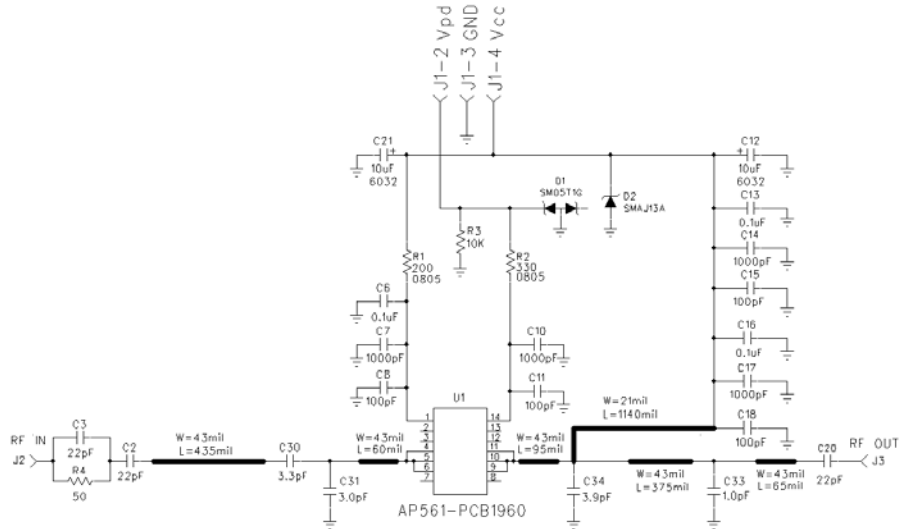 J1-2 Vpd
J1-3 GND
J1-4 Vcc
C21
+
10uF
6032
C12
+
10uF
6032
D1
SM05T1G
D2
SMAJ13A
C13
0.1uF
C14
1000pF
C15
100pF
R3
10K
R1
200
0805
R2
330
0805
C6
0.1uF
C7
1000pF
C8
100pF
C10
1000pF
C11
100pF
C16
0.1uF
C17
1000pF
C18
100pF
U1
1
2
3
4
5
6
7
14
13
12
11
10
9
8
W=21mil
L=1140mil
RF IN
J2
C3
22pF
R4
50
C2
22pF
W=43mil
L=435mil
C30
3.3pF
C31
3.0pF
W=43mil
L=60mil
W=43mil
L=95mil
C34
3.9pF
W=43mil
L=375mil
C33
1.0pF
W=43mil
L=65mil
C20
22pF
RF OUT
J3
AP561-PCB1960